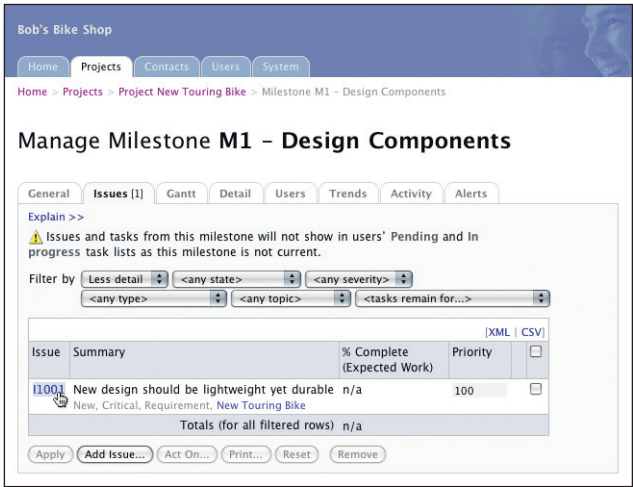 Bob's Bike Shop
Home Projects Contacts Users System
Home > Projects > Project New Touring Bike > Milestone M1 – Design Components
Manage Milestone M1 – Design Components
General Issues [1] Gantt Detail Users Trends Activity Alerts
Explain >>
Issues and tasks from this milestone will not show in users' Pending and In
progress task lists as this milestone is not current.
Filter by Less detail <any state> <any severity>
<any type> <any topic> <tasks remain for...>
[XML | CSV]
Issue Summary % Complete Priority
(Expected Work)
I1001 New design should be lightweight yet durable n/a 100
New, Critical, Requirement, New Touring Bike
Totals (for all filtered rows) n/a
Apply Add Issue... Act On... Print... Reset Remove